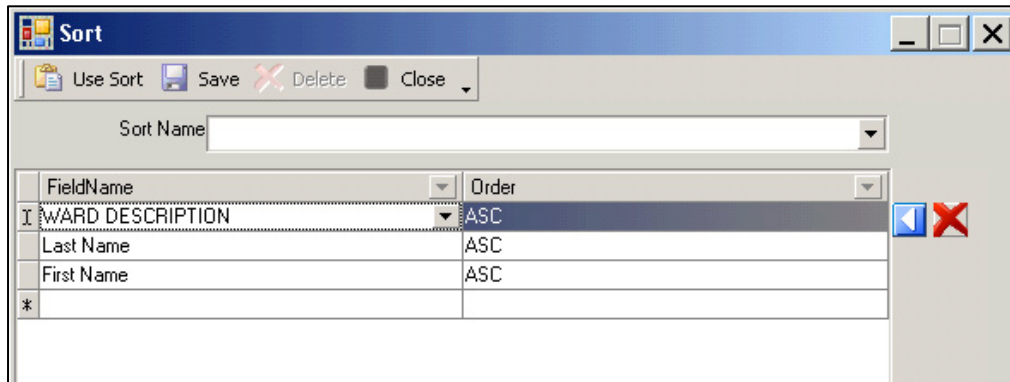 Sort
Use Sort Save Delete Close
Sort Name
FieldName Order
WARD DESCRIPTION ASC
Last Name ASC
First Name ASC
*